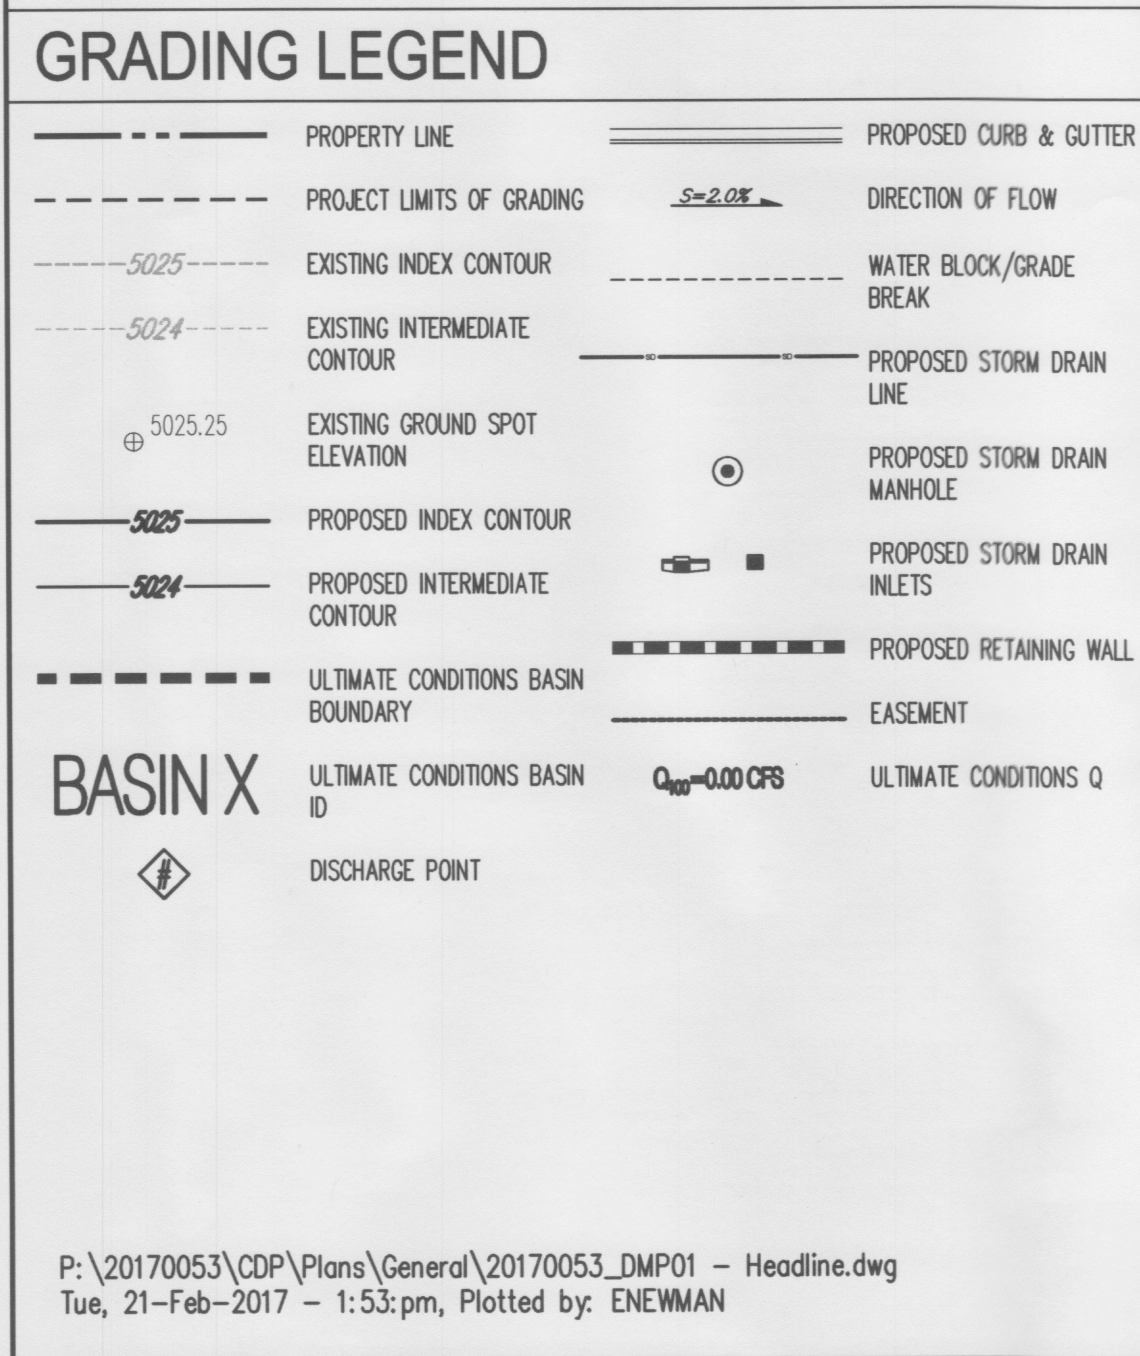 GRADING LEGEND
PROPERTY LINE
PROJECT LIMITS OF GRADING
5025
EXISTING INDEX CONTOUR
5024
EXISTING INTERMEDIATE
CONTOUR
5025.25
EXISTING GROUND SPOT
ELEVATION
5025
PROPOSED INDEX CONTOUR
5024
PROPOSED INTERMEDIATE
CONTOUR
ULTIMATE CONDITIONS BASIN
BOUNDARY
BASIN X
ULTIMATE CONDITIONS BASIN
ID
#
DISCHARGE POINT
PROPOSED CURB & GUTTER
S=2.0%
DIRECTION OF FLOW
WATER BLOCK/GRADE
BREAK
SD SD
PROPOSED STORM DRAIN
LINE
PROPOSED STORM DRAIN
MANHOLE
PROPOSED STORM DRAIN
INLETS
PROPOSED RETAINING WALL
EASEMENT
Q100=0.00 CFS
ULTIMATE CONDITIONS Q
P:\20170053\CDP\Plans\General\20170053_DMP01 - Headline.dwg
Tue, 21-Feb-2017 - 1:53:pm, Plotted by: ENEWMAN